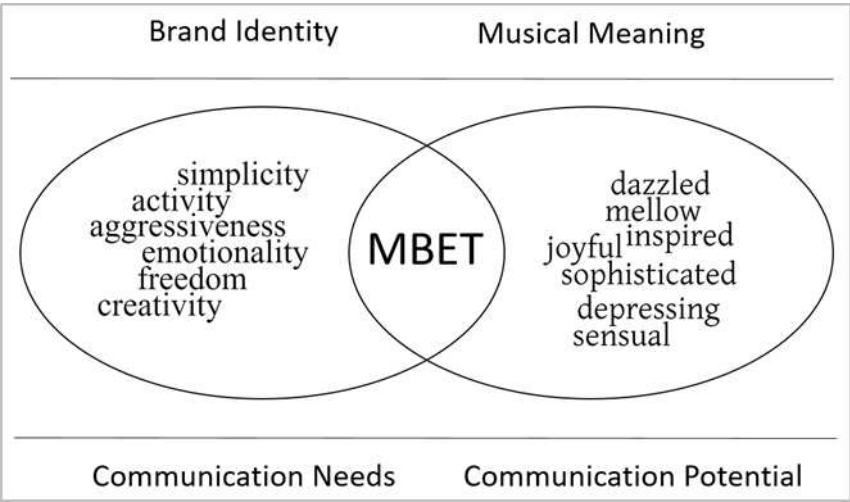 Brand Identity
Musical Meaning
simplicity
activity
aggressiveness
emotionality
freedom
creativity
MBET
dazzled
mellow
joyful inspired
sophisticated
depressing
sensual
Communication Needs
Communication Potential